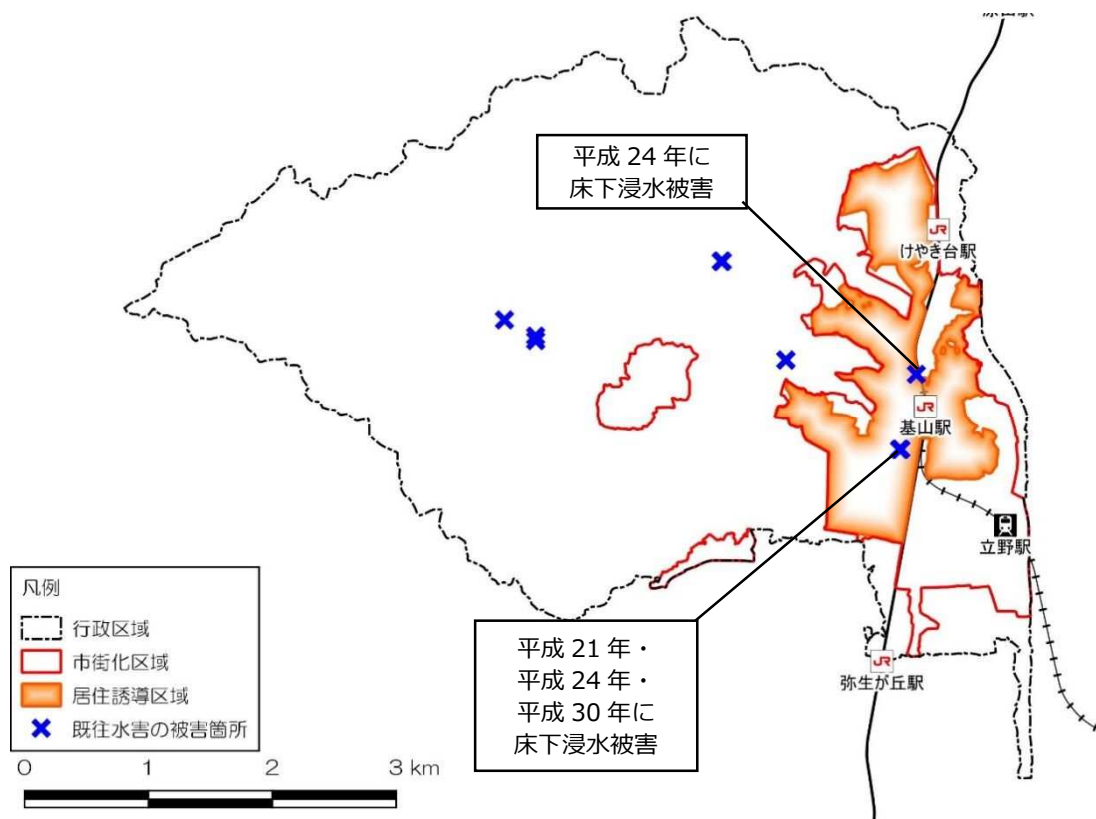 平成 24 年に
床下浸水被害
JR
けやき台駅
JR
基山駅
立野駅
平成 21 年・
平成 24 年・
平成 30 年に
床下浸水被害
JR
弥生が丘駅
凡例
行政区域
市街化区域
居住誘導区域
既往水害の被害箇所
0 1 2 3 km